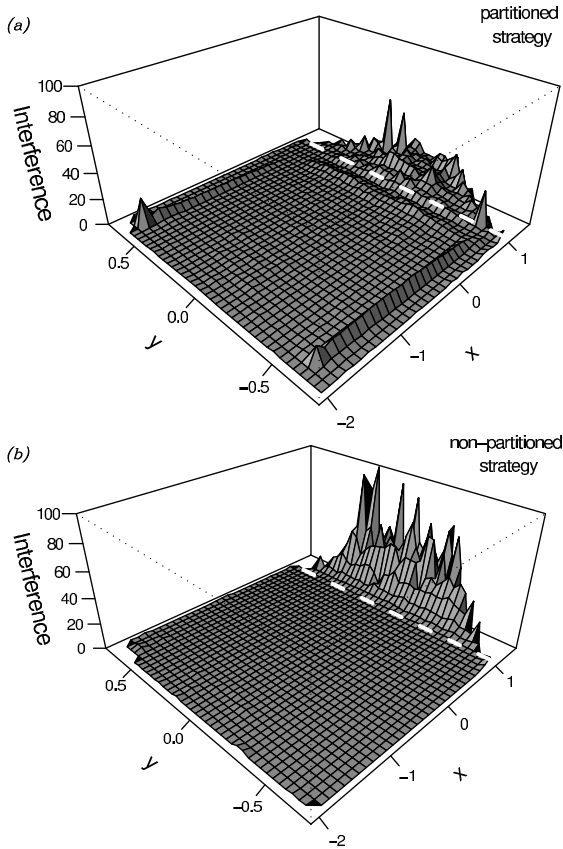 (a)
partitioned
strategy
Interference
100
80
60
40
20
0
0.5
0.0
−0.5
y
1
0
−1
−2
x
(b)
non−partitioned
strategy
Interference
100
80
60
40
20
0
0.5
0.0
−0.5
y
1
0
−1
−2
x